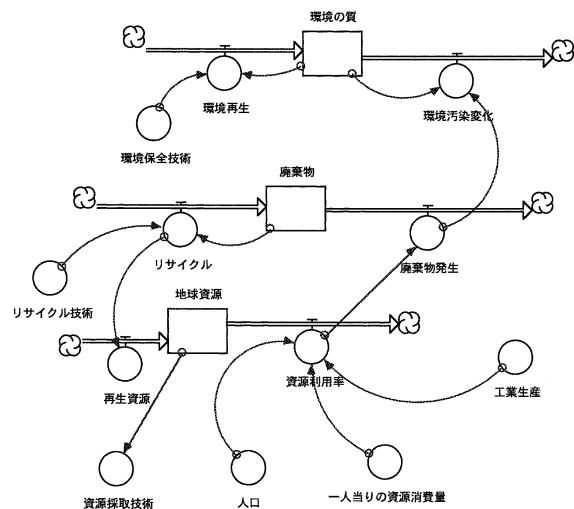 環境の質
環境再生
環境汚染変化
環境保全技術
廃棄物
リサイクル
廃棄物発生
リサイクル技術
地球資源
資源利用率
再生資源
工業生産
資源採取技術
人口
一人当りの資源消費量